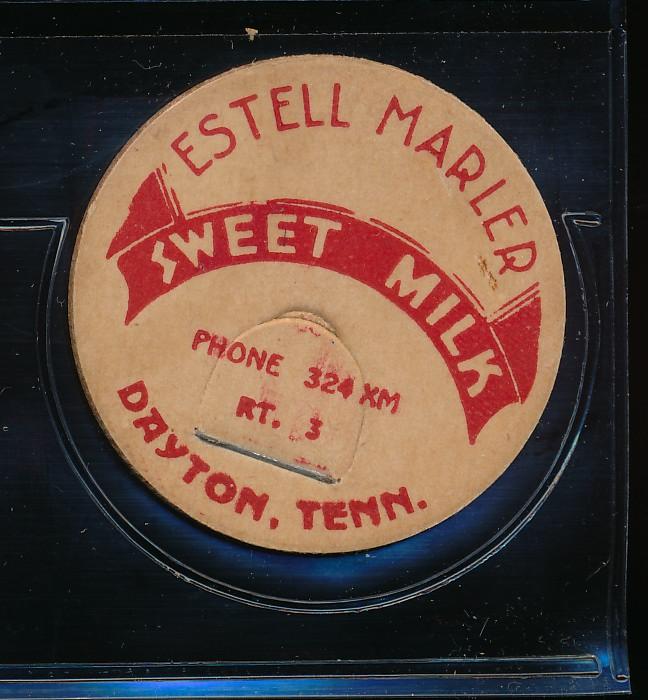 ESTELL MARLER
SWEET MILK
PHONE 324 XM
RT. 3
DAYTON, TENN.